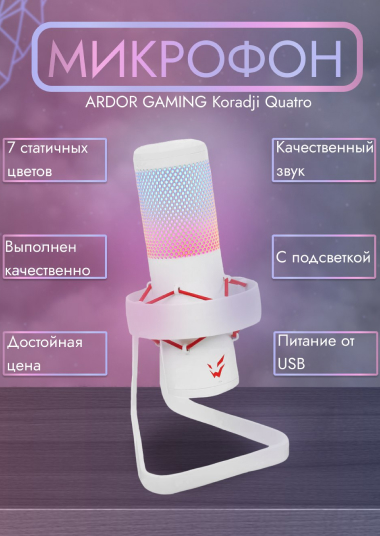 МИКРОФОН
ARDOR GAMING Koradji Quatro
7 статичных
цветов
Качественный
звук
Выполнен
качественно
С подсветкой
Достойная
цена
Питание от
USB